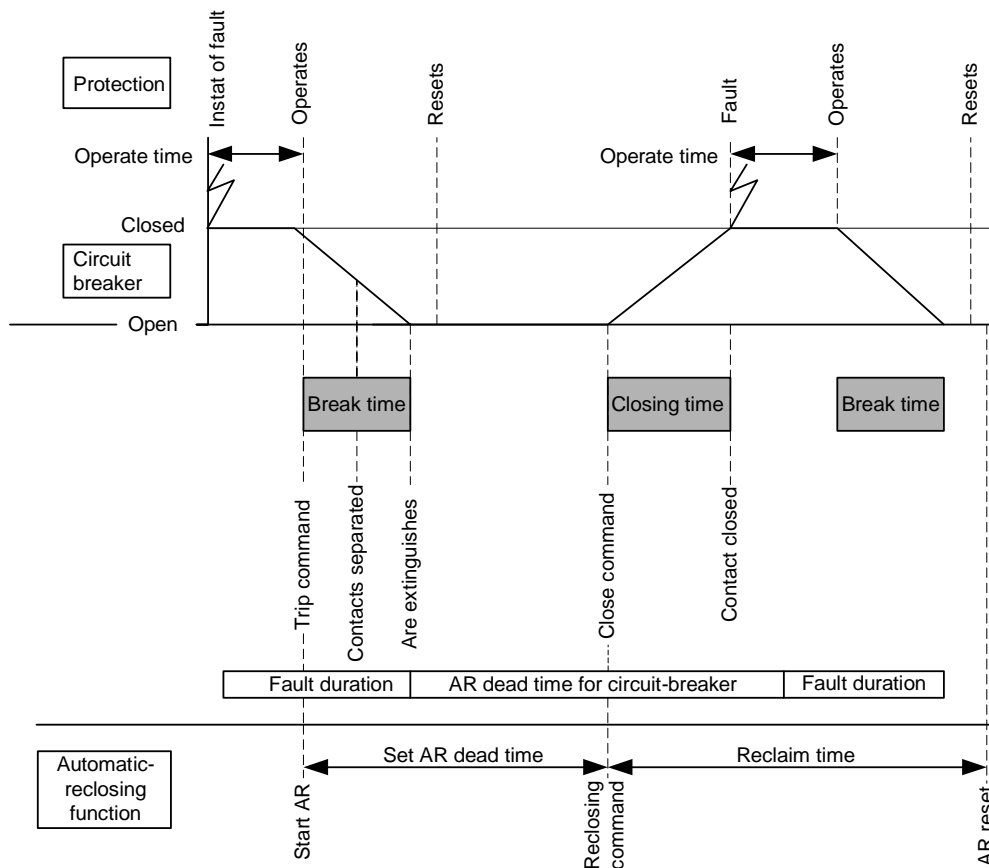 Instat of fault
Operates
Resets
Fault
Operates
Resets
Protection
Operate time
Operate time
Closed
Circuit
breaker
Open
Break time
Closing time
Break time
Trip command
Contacts separated
Are extinguishes
Close command
Contact closed
Fault duration
AR dead time for circuit-breaker
Fault duration
Automatic-
reclosing
function
Set AR dead time
Reclaim time
Start AR
Reclosing
command
AR reset